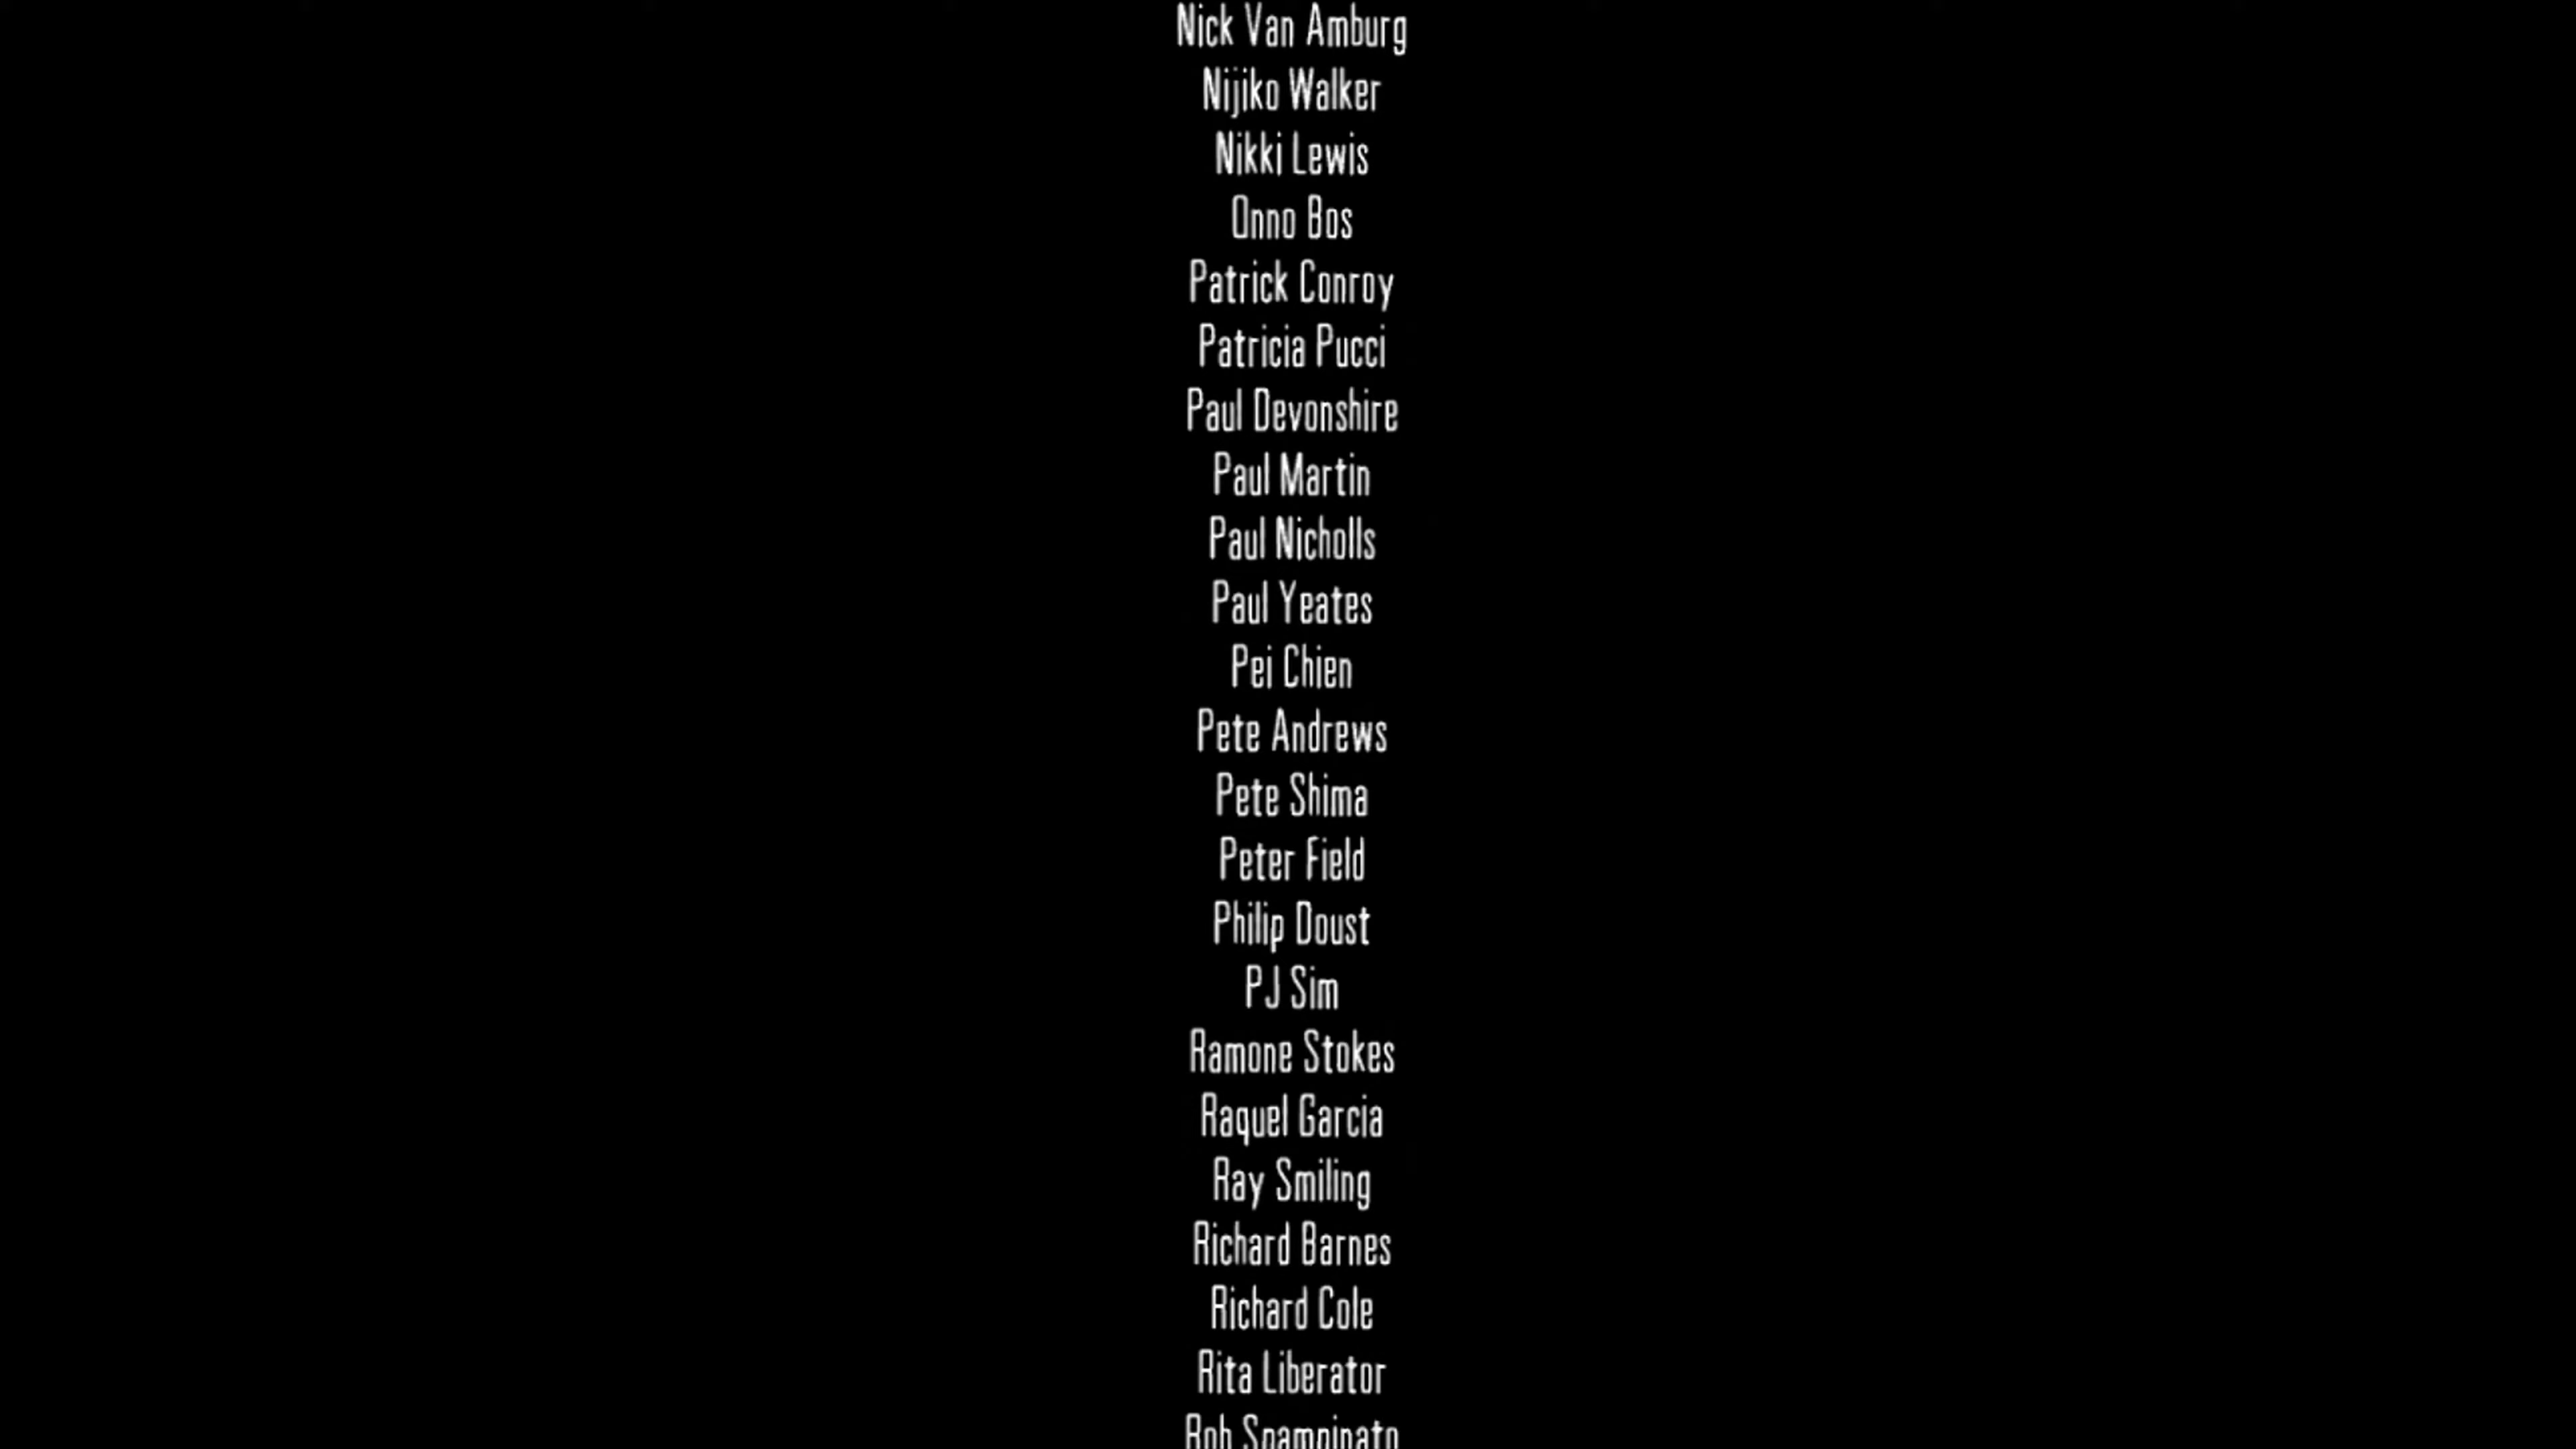 Nick Van Amburg
Nijiko Walker
Nikki Lewis
Onno Bos
Patrick Conroy
Patricia Pucci
Paul Devonshire
Paul Martin
Paul Nicholls
Paul Yeates
Pei Chien
Pete Andrews
Pete Shima
Peter Field
Philip Doust
PJ Sim
Ramone Stokes
Raquel Garcia
Ray Smiling
Richard Barnes
Richard Cole
Rita Liberator
Rob Spampinato